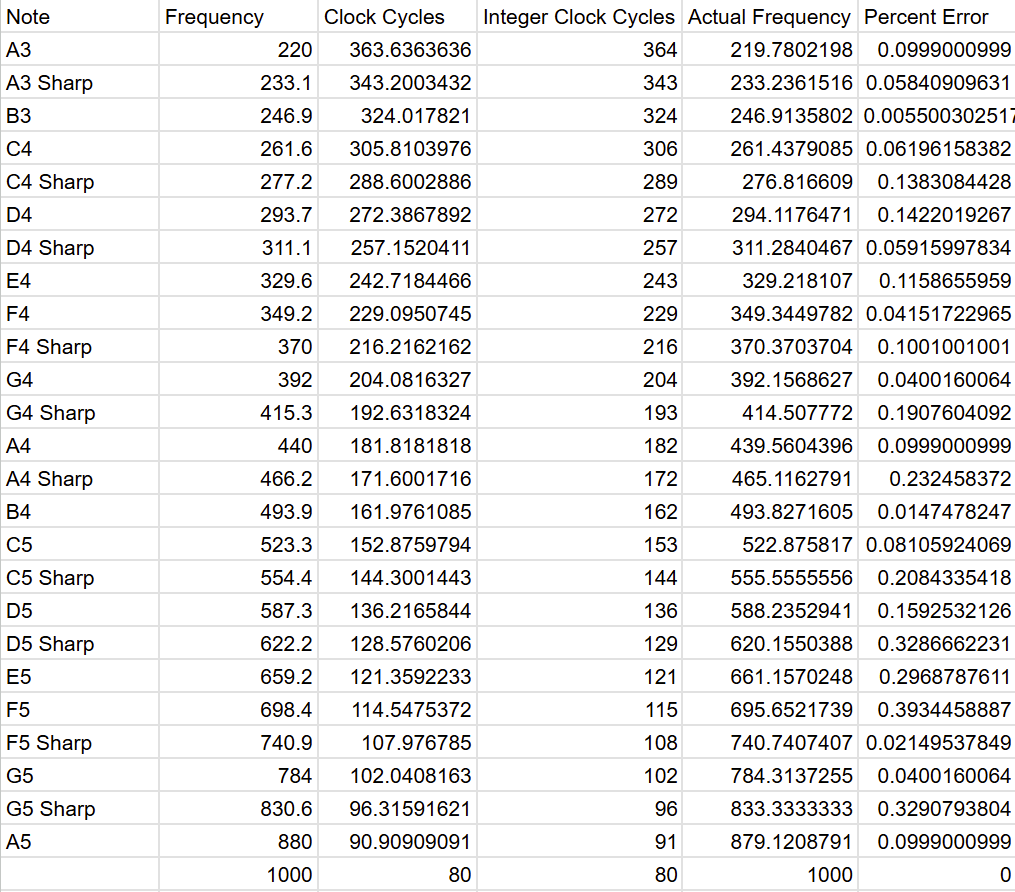 Note Frequency Clock Cycles Integer Clock Cycles Actual Frequency Percent Error
A3 220 363.6363636 364 219.7802198 0.0999000999
A3 Sharp 233.1 343.2003432 343 233.2361516 0.05840909631
B3 246.9 324.017821 324 246.9135802 0.005500302517
C4 261.6 305.8103976 306 261.4379085 0.06196158382
C4 Sharp 277.2 288.6002886 289 276.816609 0.1383084428
D4 293.7 272.3867892 272 294.1176471 0.1422019267
D4 Sharp 311.1 257.1520411 257 311.2840467 0.05915997834
E4 329.6 242.7184466 243 329.218107 0.1158655959
F4 349.2 229.0950745 229 349.3449782 0.04151722965
F4 Sharp 370 216.2162162 216 370.3703704 0.1001001001
G4 392 204.0816327 204 392.1568627 0.0400160064
G4 Sharp 415.3 192.6318324 193 414.507772 0.1907604092
A4 440 181.8181818 182 439.5604396 0.0999000999
A4 Sharp 466.2 171.6001716 172 465.1162791 0.232458372
B4 493.9 161.9761085 162 493.8271605 0.0147478247
C5 523.3 152.8759794 153 522.875817 0.08105924069
C5 Sharp 554.4 144.3001443 144 555.5555556 0.2084335418
D5 587.3 136.2165844 136 588.2352941 0.1592532126
D5 Sharp 622.2 128.5760206 129 620.1550388 0.3286662231
E5 659.2 121.3592233 121 661.1570248 0.2968787611
F5 698.4 114.5475372 115 695.6521739 0.3934458887
F5 Sharp 740.9 107.976785 108 740.7407407 0.02149537849
G5 784 102.0408163 102 784.3137255 0.0400160064
G5 Sharp 830.6 96.31591621 96 833.3333333 0.3290793804
A5 880 90.90909091 91 879.1208791 0.0999000999
1000 80 80 1000 0